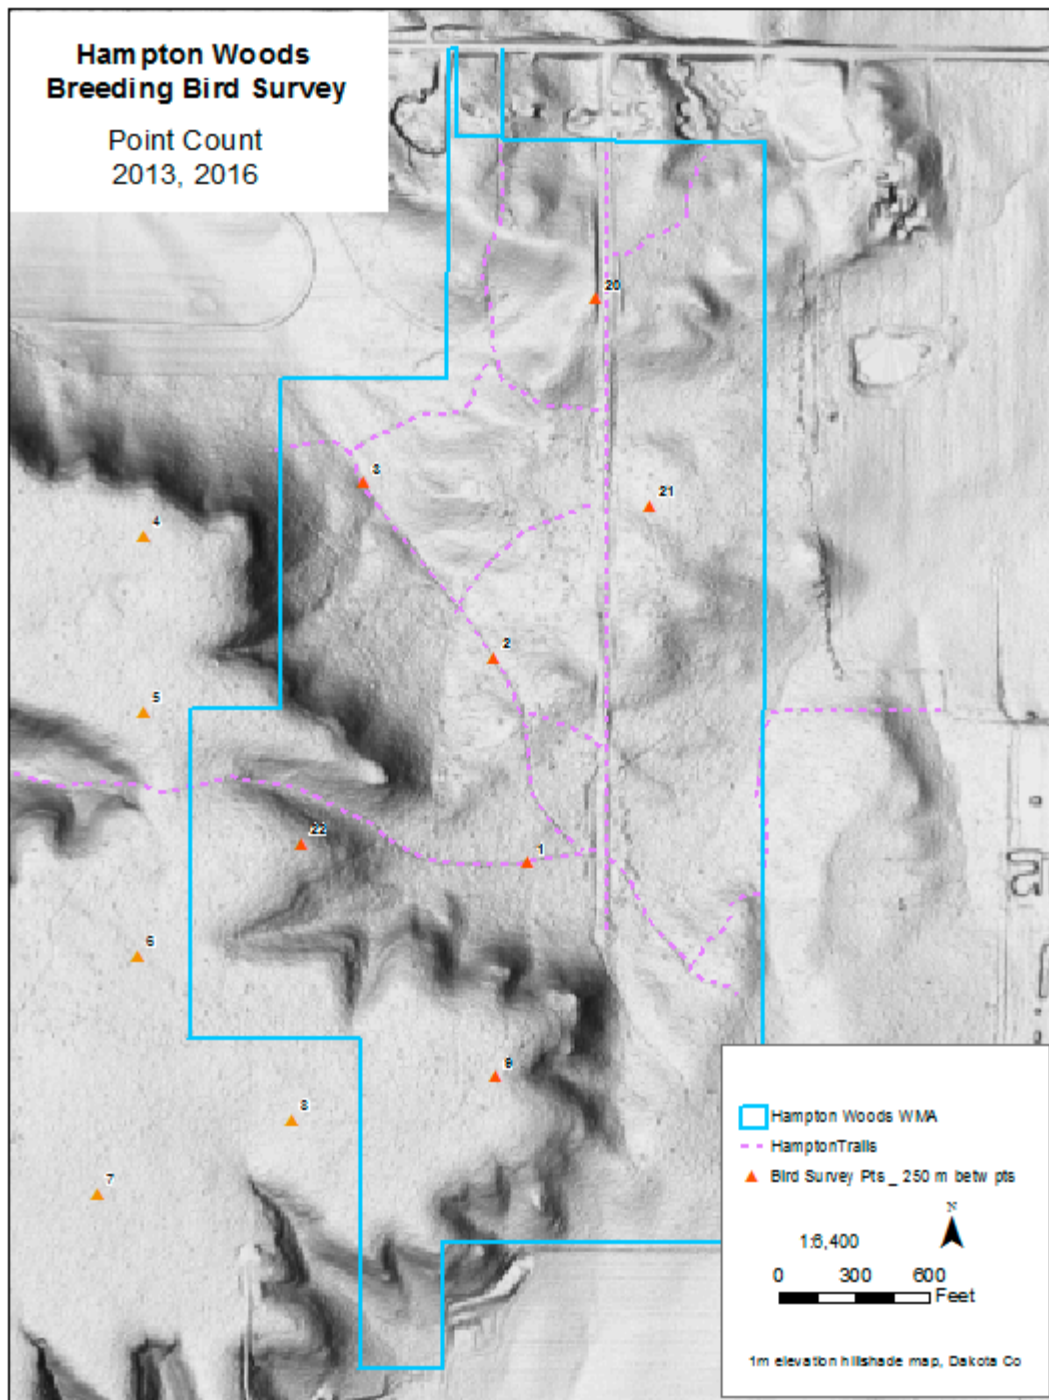 Hampton Woods
Breeding Bird Survey
Point Count
2013, 2016
20
3
21
4
2
5
22
1
6
9
8
7
Hampton Woods WMA
HamptonTrails
Bird Survey Pts _ 250 m betw pts
N
1:6,400
0 300 600
Feet
1m elevation hillshade map, Dakota Co